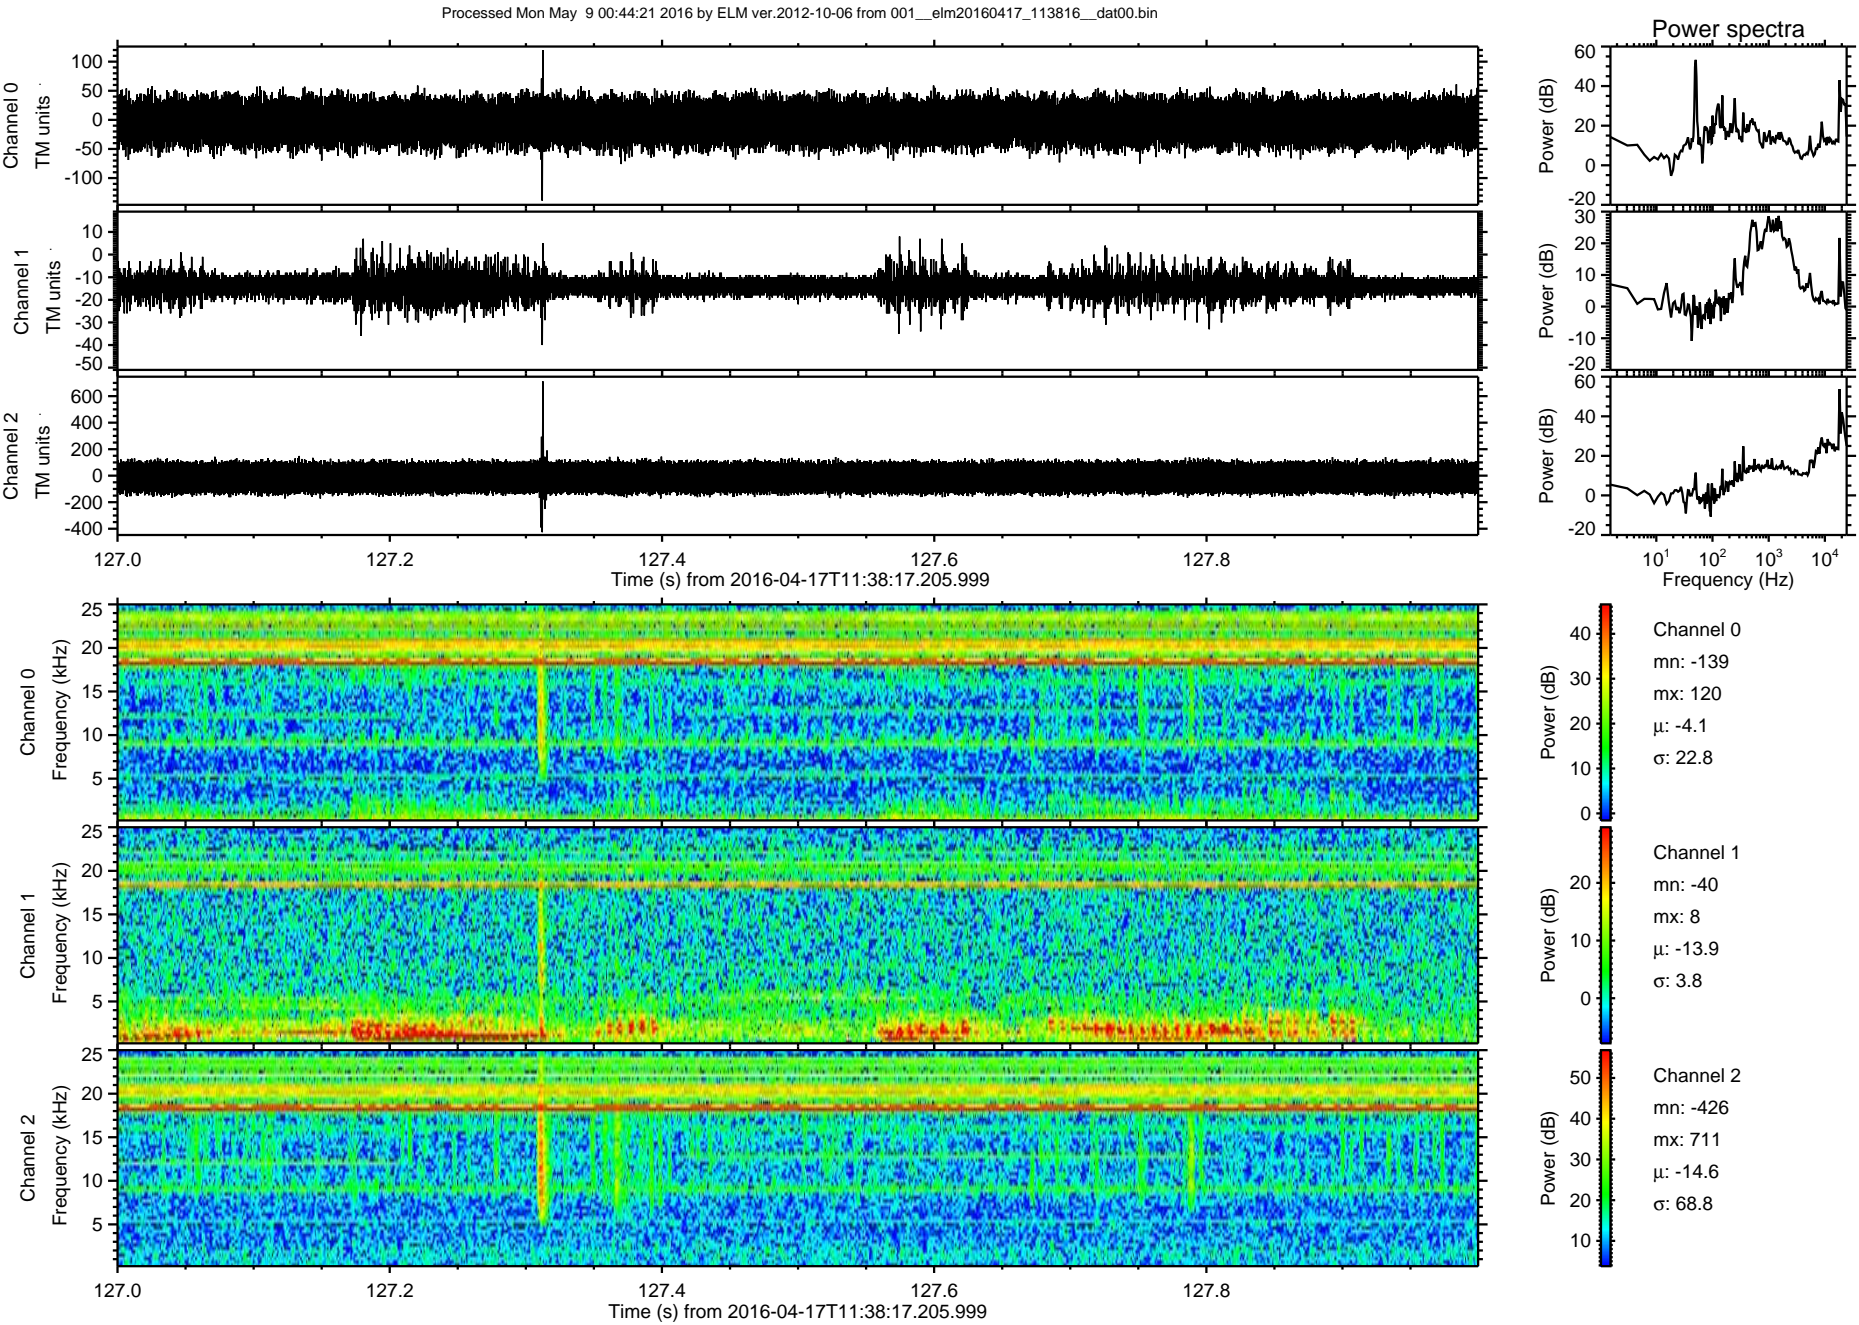 Processed Mon May  9 00:44:21 2016 by ELM ver.2012-10-06 from 001__elm20160417_113816__dat00.bin
Power spectra
Channel 0
TM units
100
50
0
-50
-100
Power (dB)
60
40
20
0
-20
Channel 1
TM units
10
0
-10
-20
-30
-40
-50
Power (dB)
30
20
10
0
-10
-20
Channel 2
TM units
600
400
200
0
-200
-400
Power (dB)
60
40
20
0
-20
127.0 127.2 127.4 127.6 127.8
Time (s) from 2016-04-17T11:38:17.205.999
10¹ 10² 10³ 10⁴
Frequency (Hz)
Channel 0
Frequency (kHz)
25
20
15
10
5
Power (dB)
40
30
20
10
0
Channel 0
mn: -139
mx: 120
μ: -4.1
σ: 22.8
Channel 1
Frequency (kHz)
25
20
15
10
5
Power (dB)
20
10
0
Channel 1
mn: -40
mx: 8
μ: -13.9
σ: 3.8
Channel 2
Frequency (kHz)
25
20
15
10
5
Power (dB)
50
40
30
20
10
Channel 2
mn: -426
mx: 711
μ: -14.6
σ: 68.8
127.0 127.2 127.4 127.6 127.8
Time (s) from 2016-04-17T11:38:17.205.999